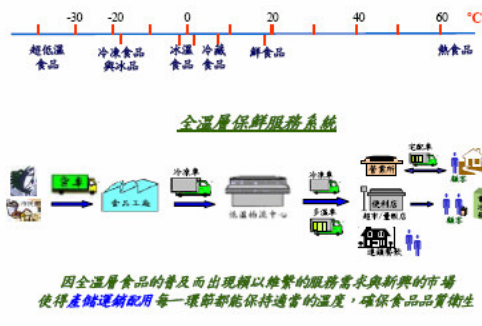 -30 -20 0 20 40 60 °C
超低溫 冷凍食品 冰溫 冷藏 鮮食品 熱食品
食品 與冰品 食品 食品
全溫層保鮮服務系統
宅配車
貨車 冷凍車 冷凍車 營業所 顧客
食品工廠 低溫物流中心 便利店
多溫車 超市/量販店 顧客
連鎖餐飲
因全溫層食品的普及而出現賴以維繫的服務需求與新興的市場
使得產儲運銷配用每一環節都能保持適當的溫度，確保食品品質衛生